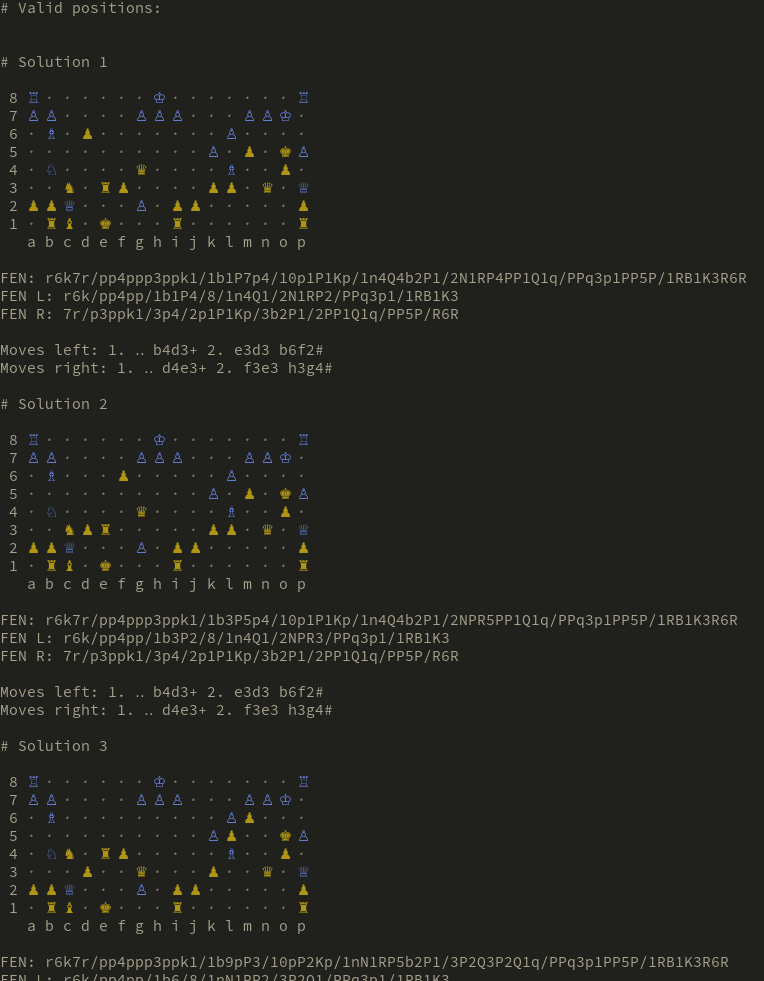 # Valid positions:
# Solution 1
8 ♖ · · · · · · ♔ · · · · · · · ♖
7 ♙ ♙ · · · · ♙ ♙ ♙ · · · ♙ ♙ ♔ ·
6 · ♗ · ♟ · · · · · · · ♙ · · · ·
5 · · · · · · · · · · ♙ · ♟ · ♚ ♙
4 · ♘ · · · · ♛ · · · · ♗ · · ♟ ·
3 · · ♞ · ♜ ♟ · · · · ♟ ♟ · ♛ · ♕
2 ♟ ♟ ♕ · · · ♙ · ♟ ♟ · · · · · ♟
1 · ♜ ♝ · ♚ · · · ♜ · · · · · · ♜
a b c d e f g h i j k l m n o p
FEN: r6k7r/pp4ppp3ppk1/1b1P7p4/10p1P1Kp/1n4Q4b2P1/2N1RP4PP1Q1q/PPq3p1PP5P/1RB1K3R6R
FEN L: r6k/pp4pp/1b1P4/8/1n4Q1/2N1RP2/PPq3p1/1RB1K3
FEN R: 7r/p3ppk1/3p4/2p1P1Kp/3b2P1/2PP1Q1q/PP5P/R6R
Moves left: 1. .. b4d3+ 2. e3d3 b6f2#
Moves right: 1. .. d4e3+ 2. f3e3 h3g4#
# Solution 2
8 ♖ · · · · · · ♔ · · · · · · · ♖
7 ♙ ♙ · · · · ♙ ♙ ♙ · · · ♙ ♙ ♔ ·
6 · ♗ · · · ♟ · · · · · ♙ · · · ·
5 · · · · · · · · · · ♙ · ♟ · ♚ ♙
4 · ♘ · · · · ♛ · · · · ♗ · · ♟ ·
3 · · ♞ ♟ ♜ · · · · · ♟ ♟ · ♛ · ♕
2 ♟ ♟ ♕ · · · ♙ · ♟ ♟ · · · · · ♟
1 · ♜ ♝ · ♚ · · · ♜ · · · · · · ♜
a b c d e f g h i j k l m n o p
FEN: r6k7r/pp4ppp3ppk1/1b3P5p4/10p1P1Kp/1n4Q4b2P1/2NPR5PP1Q1q/PPq3p1PP5P/1RB1K3R6R
FEN L: r6k/pp4pp/1b3P2/8/1n4Q1/2NPR3/PPq3p1/1RB1K3
FEN R: 7r/p3ppk1/3p4/2p1P1Kp/3b2P1/2PP1Q1q/PP5P/R6R
Moves left: 1. .. b4d3+ 2. e3d3 b6f2#
Moves right: 1. .. d4e3+ 2. f3e3 h3g4#
# Solution 3
8 ♖ · · · · · · ♔ · · · · · · · ♖
7 ♙ ♙ · · · · ♙ ♙ ♙ · · · ♙ ♙ ♔ ·
6 · ♗ · · · · · · · · · ♙ ♟ · · ·
5 · · · · · · · · · · ♙ ♟ · · ♚ ♙
4 · ♘ ♞ · ♜ ♟ · · · · · ♗ · · ♟ ·
3 · · · ♟ · · ♛ · · · ♟ · · ♛ · ♕
2 ♟ ♟ ♕ · · · ♙ · ♟ ♟ · · · · · ♟
1 · ♜ ♝ · ♚ · · · ♜ · · · · · · ♜
a b c d e f g h i j k l m n o p
FEN: r6k7r/pp4ppp3ppk1/1b9pP3/10pP2Kp/1nN1RP5b2P1/3P2Q3P2Q1q/PPq3p1PP5P/1RB1K3R6R
FEN L: r6k/pp4pp/1b6/8/1nN1RP2/3P2Q1/PPq3p1/1RB1K3